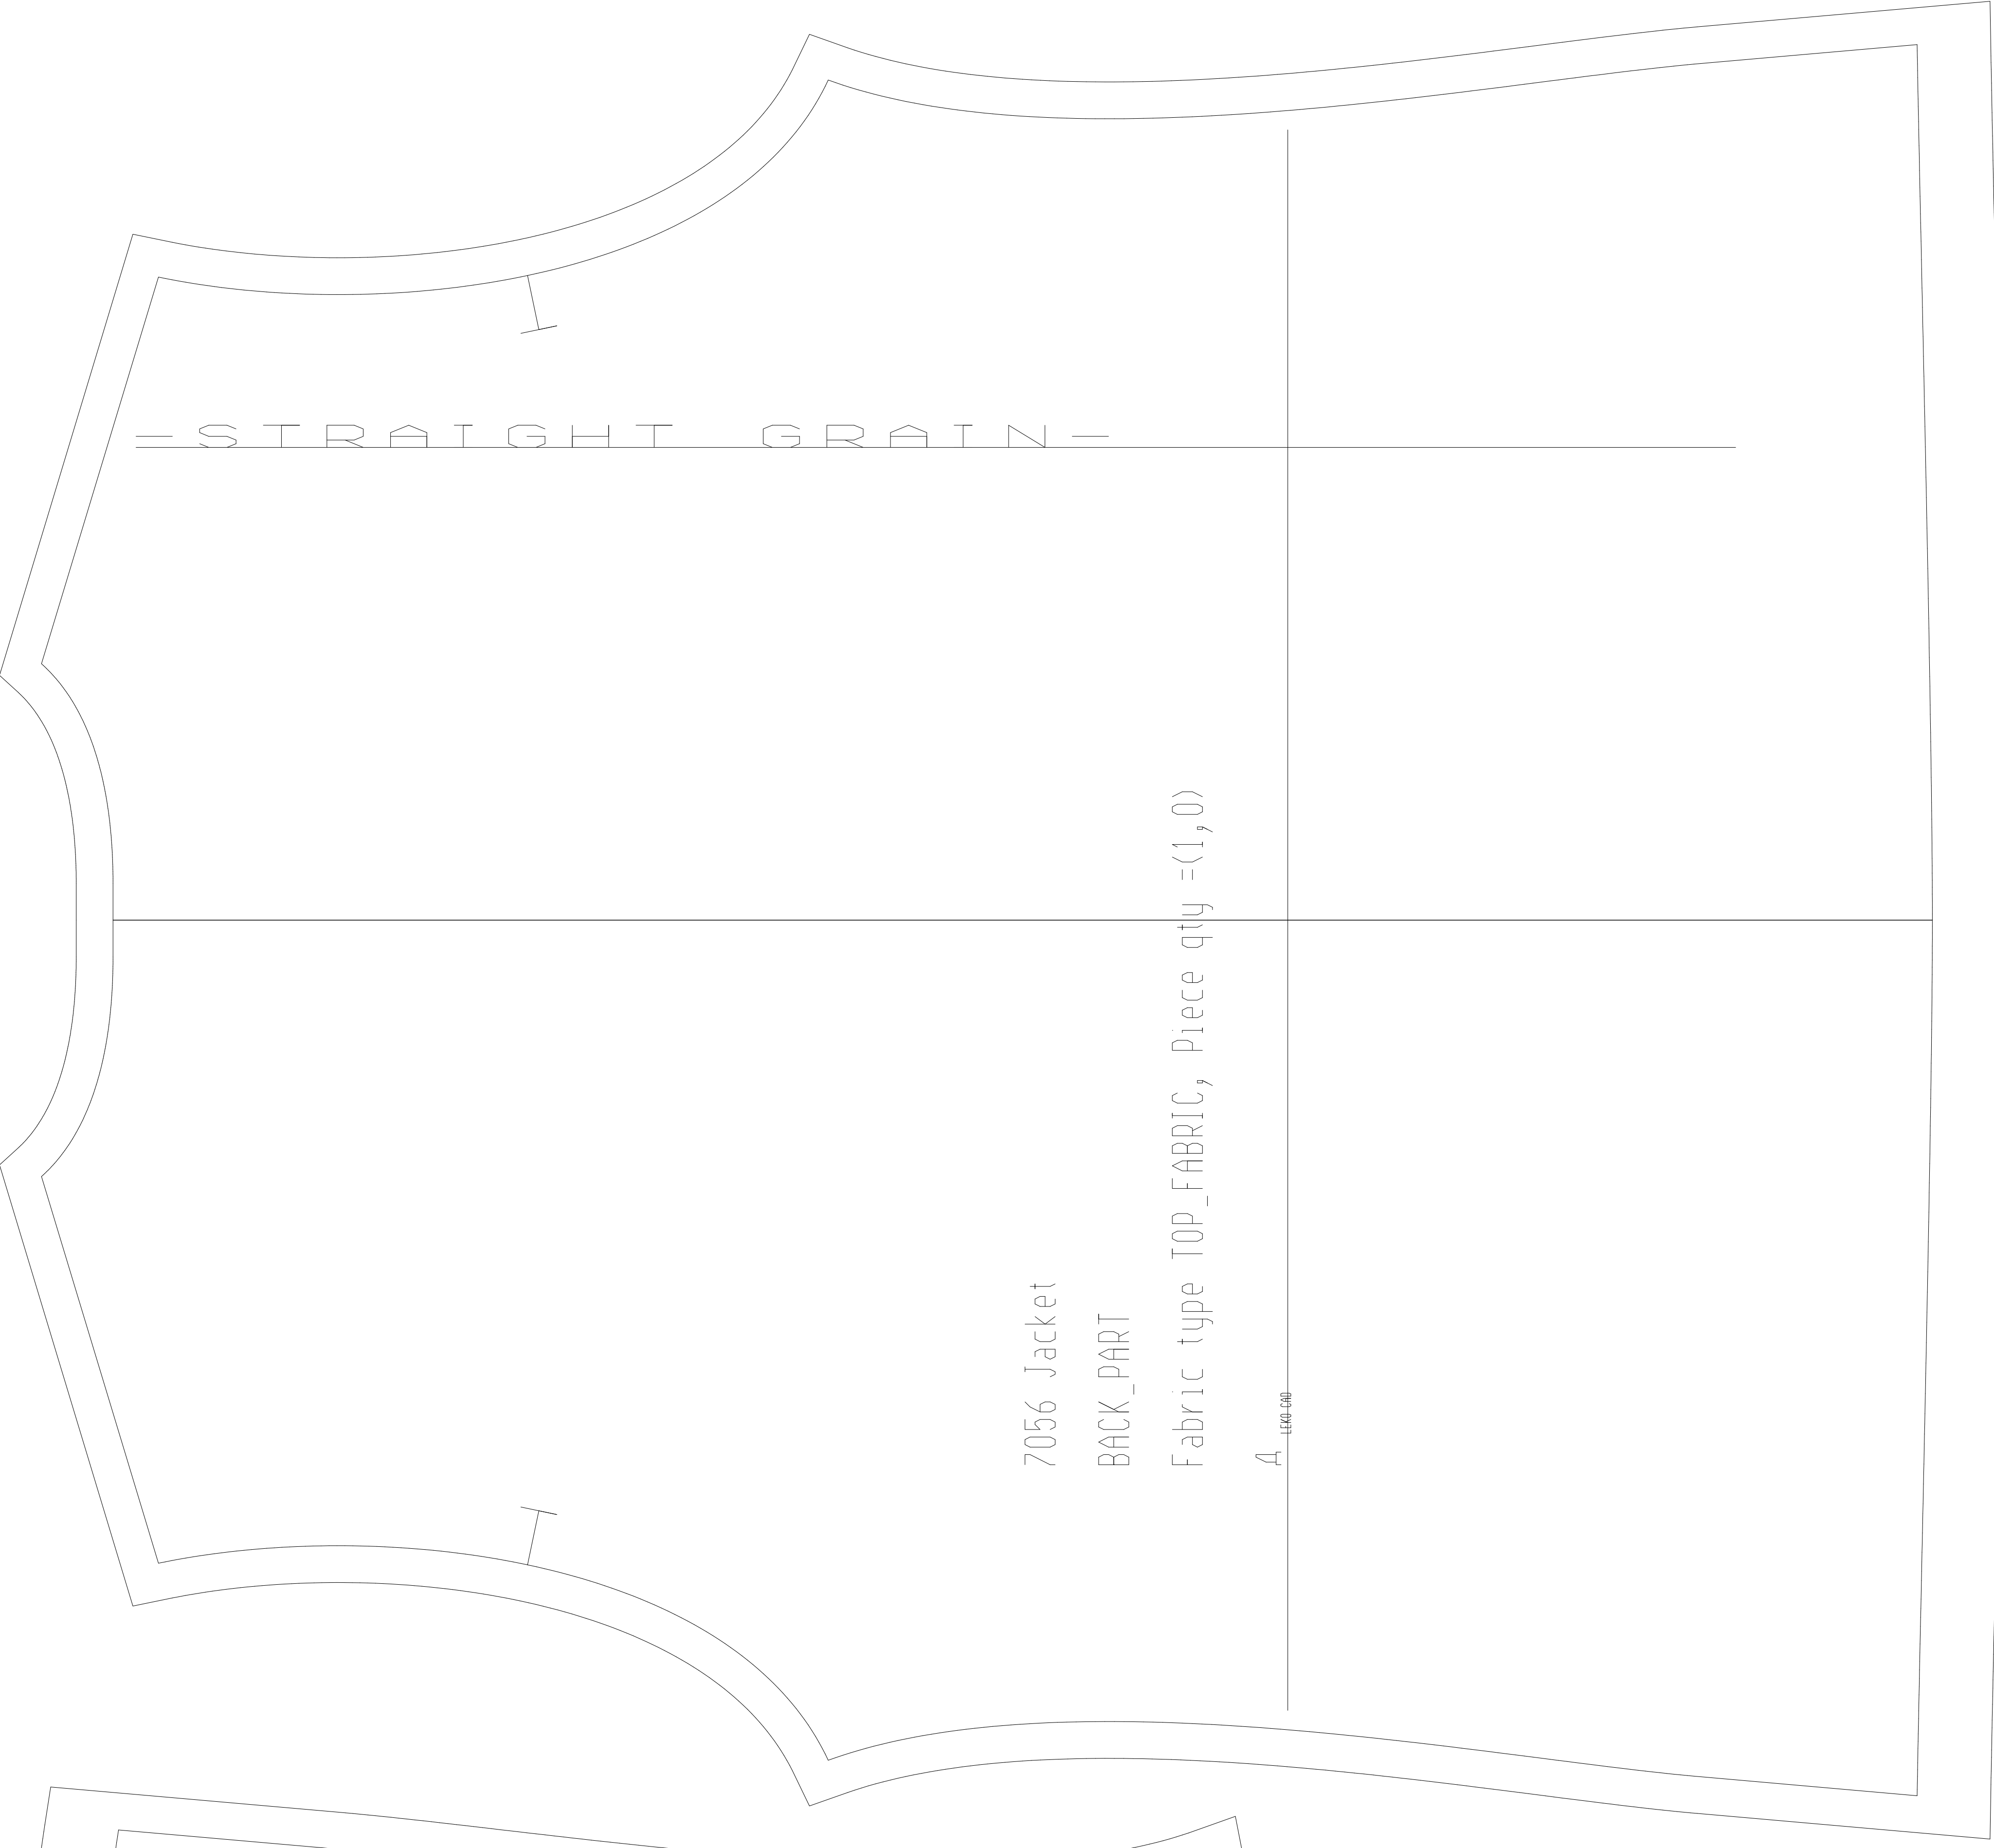 -STRAIGHT GRAIN-
7056 Jacket
BACK_PART
Fabric type TOP_FABRIC, Piece qty =(1,0)
LEKO CAD